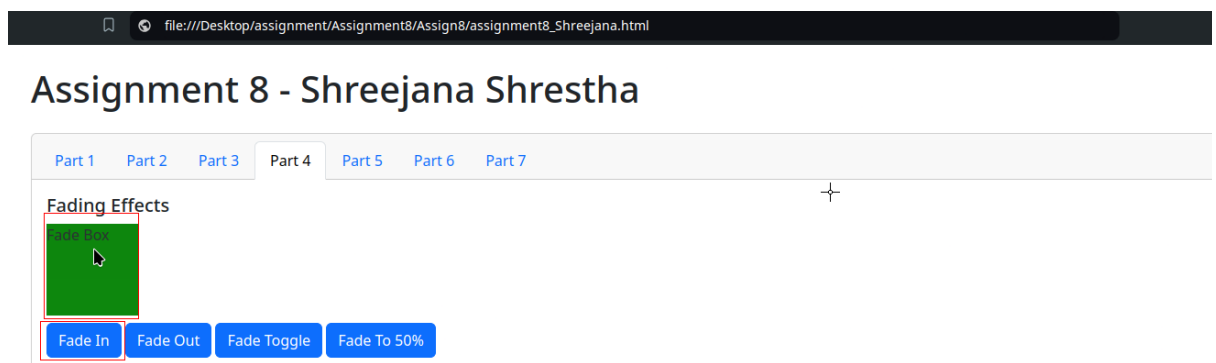 file:///Desktop/assignment/Assignment8/Assign8/assignment8_Shreejana.html
Assignment 8 - Shreejana Shrestha
Part 1 Part 2 Part 3 Part 4 Part 5 Part 6 Part 7
Fading Effects
Fade Box
Fade In Fade Out Fade Toggle Fade To 50%